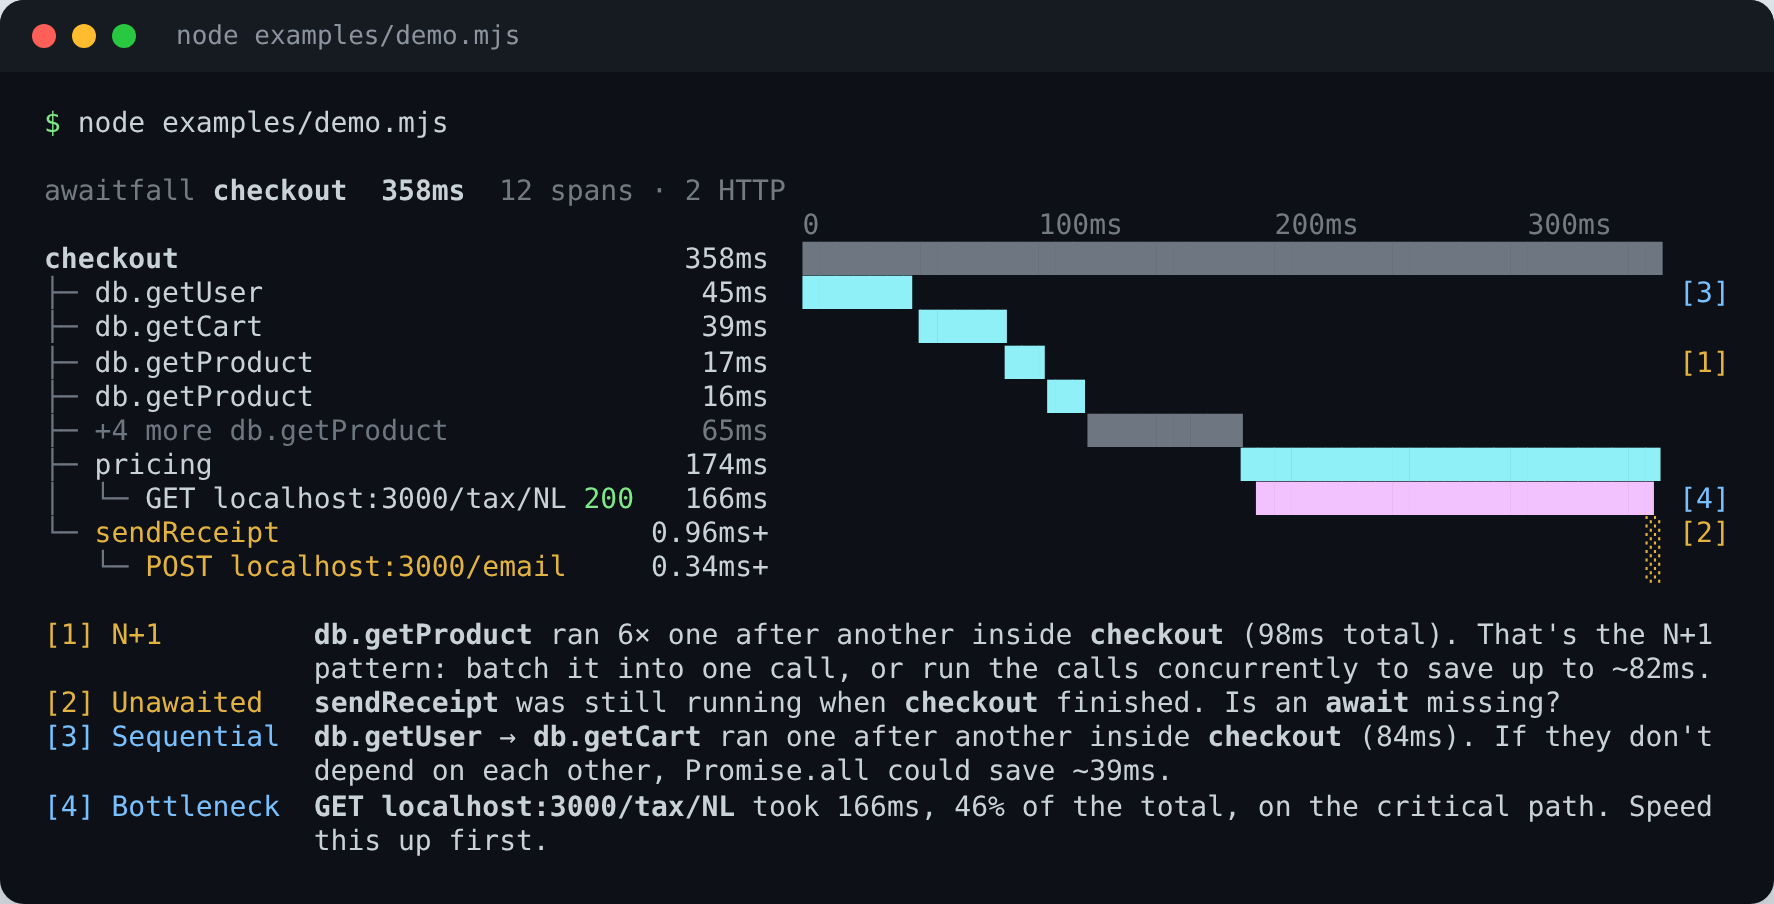 node examples/demo.mjs
$ node examples/demo.mjs
awaitfall checkout 358ms 12 spans · 2 HTTP
0 100ms 200ms 300ms
checkout 358ms
├─ db.getUser 45ms [3]
├─ db.getCart 39ms
├─ db.getProduct 17ms [1]
├─ db.getProduct 16ms
├─ +4 more db.getProduct 65ms
├─ pricing 174ms
│  └─ GET localhost:3000/tax/NL 200 166ms [4]
└─ sendReceipt 0.96ms+ [2]
   └─ POST localhost:3000/email 0.34ms+
[1] N+1 db.getProduct ran 6× one after another inside checkout (98ms total). That's the N+1
pattern: batch it into one call, or run the calls concurrently to save up to ~82ms.
[2] Unawaited sendReceipt was still running when checkout finished. Is an await missing?
[3] Sequential db.getUser → db.getCart ran one after another inside checkout (84ms). If they don't
depend on each other, Promise.all could save ~39ms.
[4] Bottleneck GET localhost:3000/tax/NL took 166ms, 46% of the total, on the critical path. Speed
this up first.